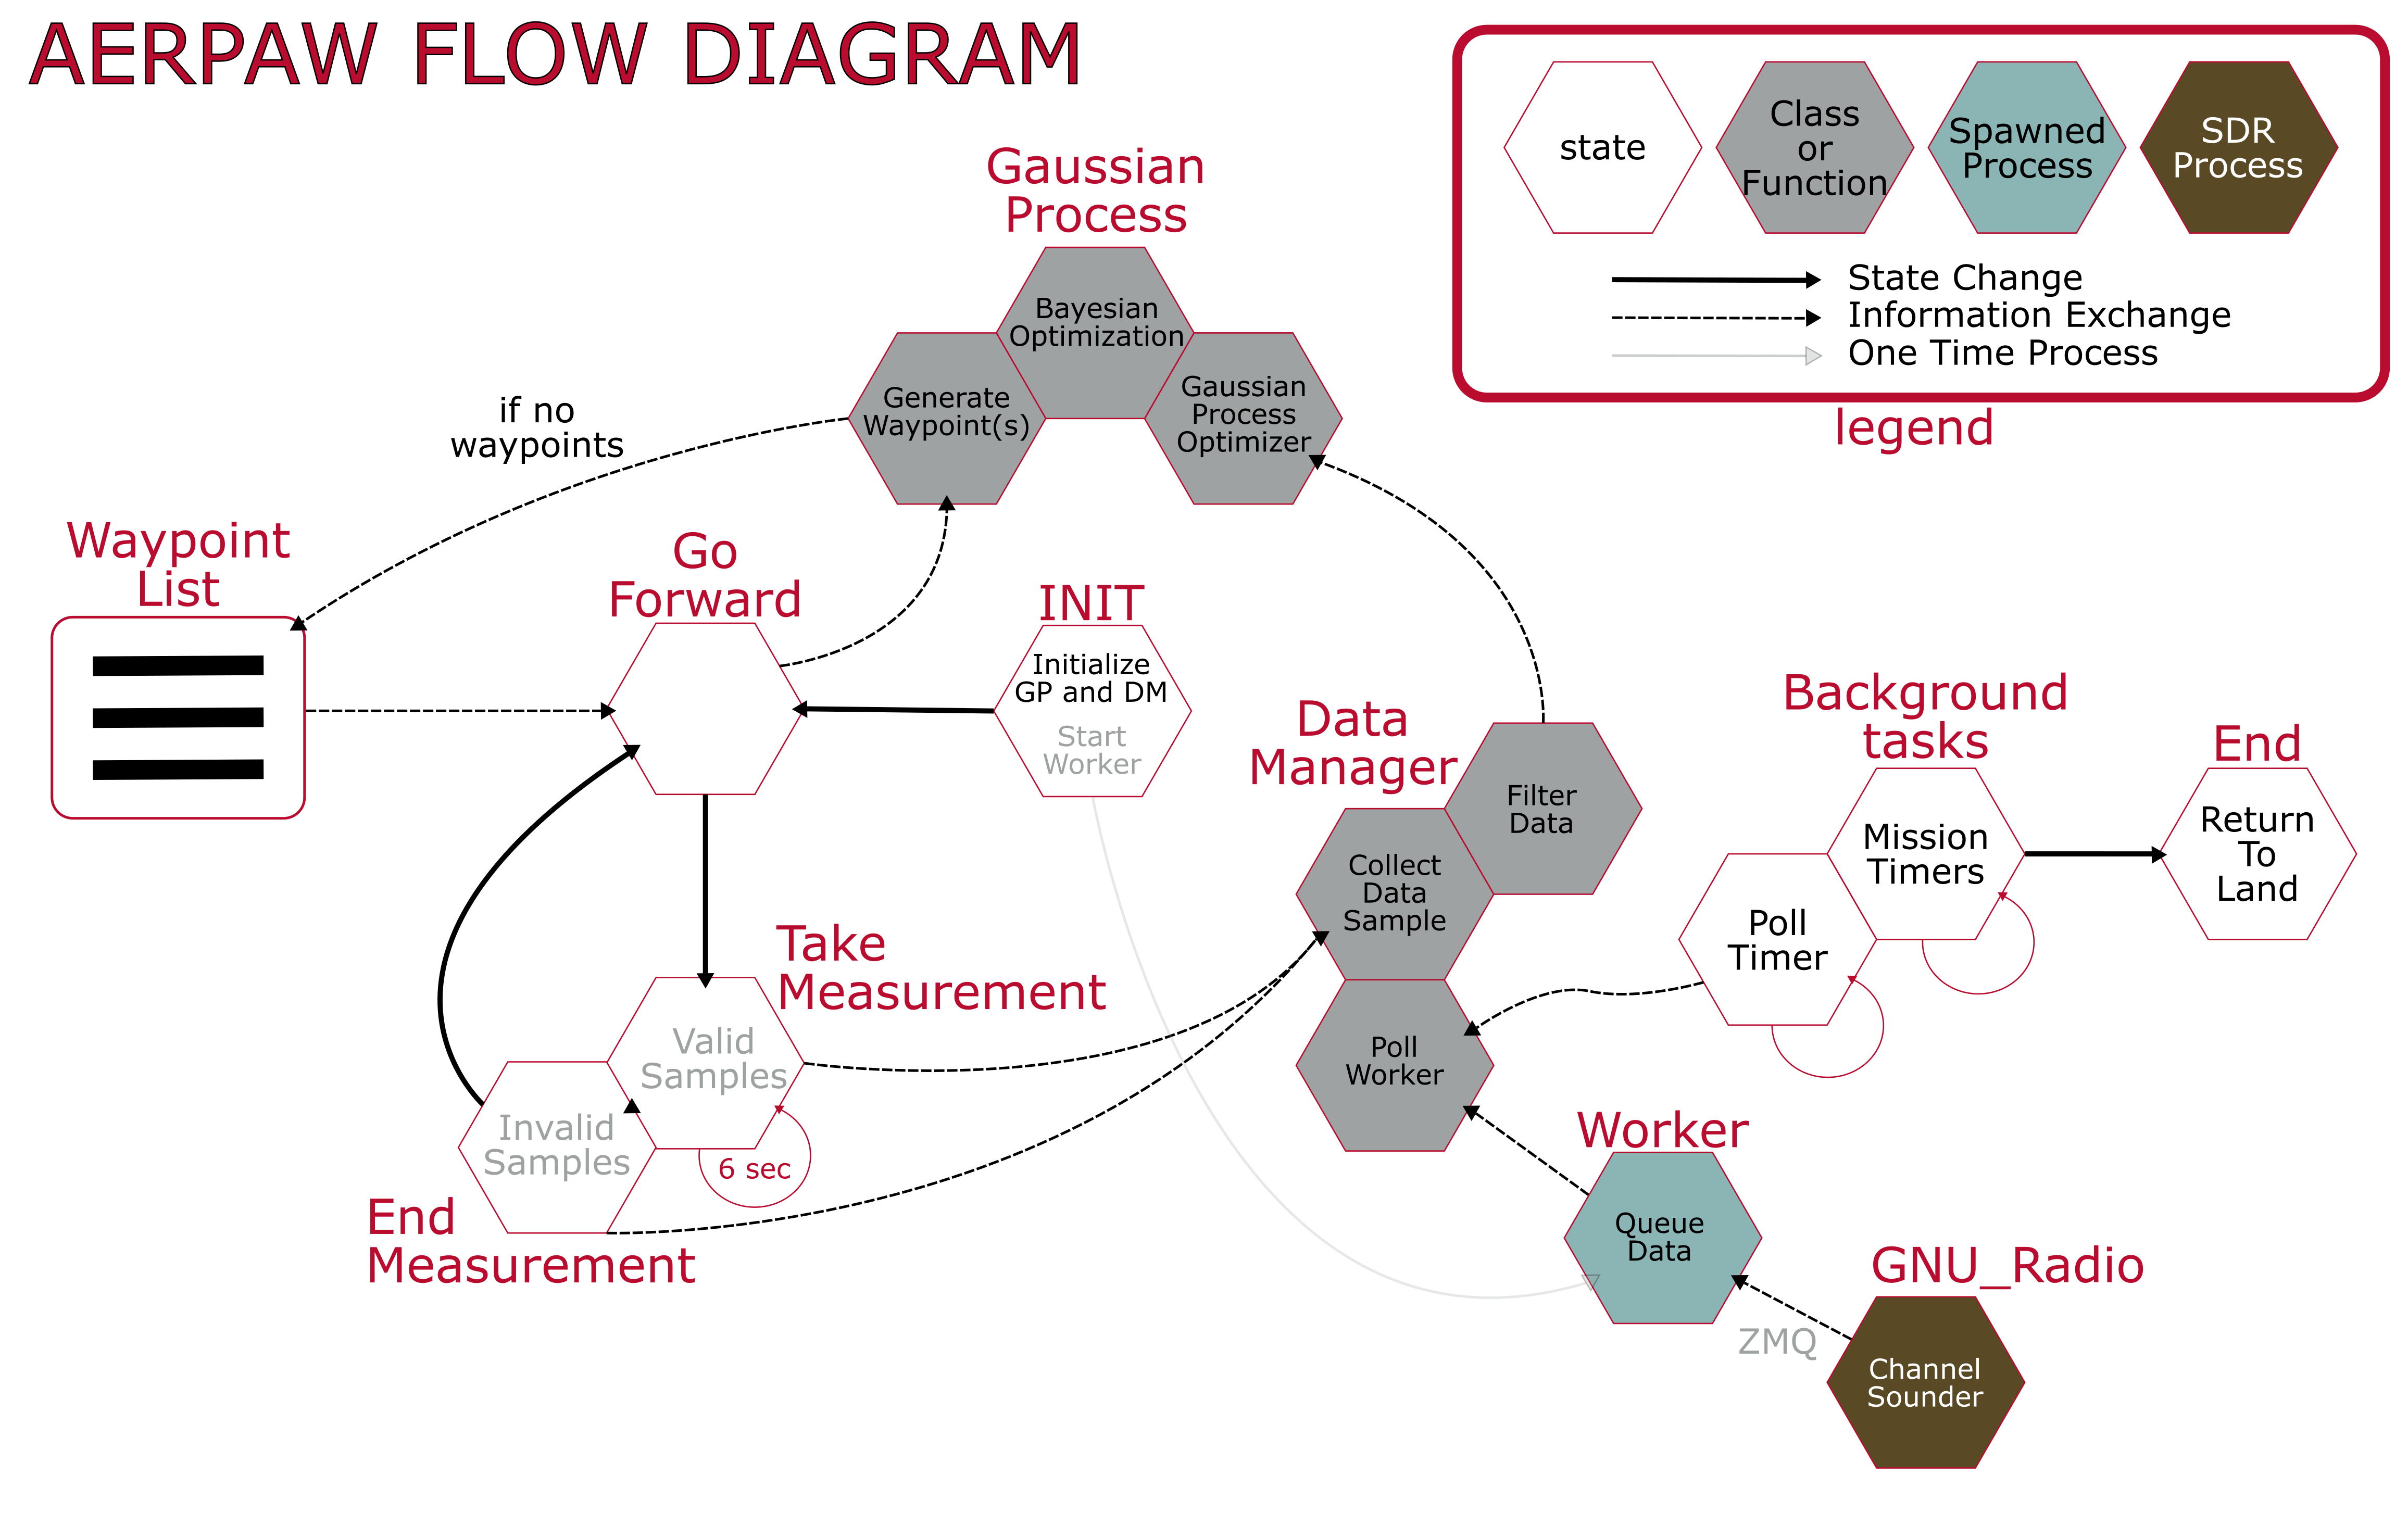 AERPAW FLOW DIAGRAM
state
Class
or
Function
Spawned
Process
SDR
Process
State Change
Information Exchange
One Time Process
legend
Gaussian
Process
Bayesian
Optimization
Generate
Waypoint(s)
Gaussian
Process
Optimizer
if no
waypoints
Waypoint
List
Go
Forward
INIT
Initialize
GP and DM
Start
Worker
Data
Manager
Filter
Data
Collect
Data
Sample
Poll
Worker
Background
tasks
Mission
Timers
Poll
Timer
End
Return
To
Land
Take
Measurement
Valid
Samples
Invalid
Samples
6 sec
End
Measurement
Worker
Queue
Data
GNU_Radio
ZMQ
Channel
Sounder